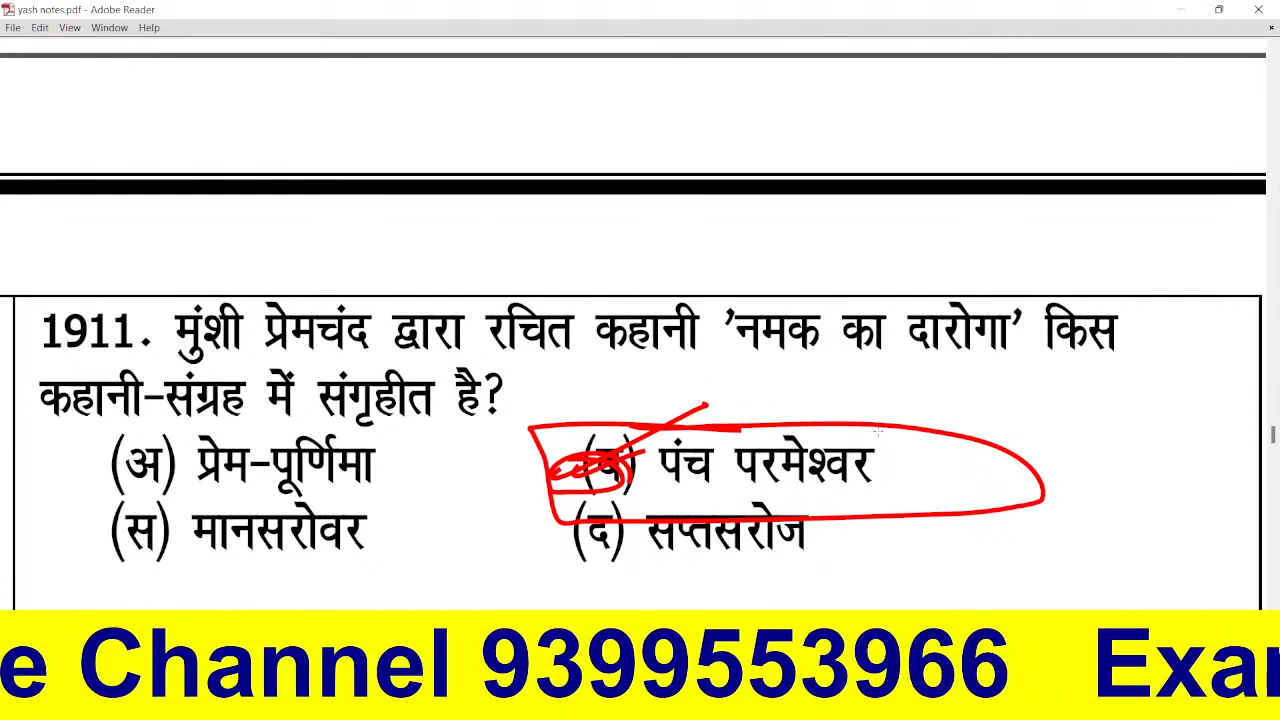 yash notes.pdf - Adobe Reader
File Edit View Window Help
1911. मुंशी प्रेमचंद द्वारा रचित कहानी ’नमक का दारोगा’ किस
कहानी-संग्रह में संगृहीत है?
(अ) प्रेम-पूर्णिमा (ब) पंच परमेश्वर
(स) मानसरोवर (द) सप्तसरोज
e Channel 9399553966 Exar